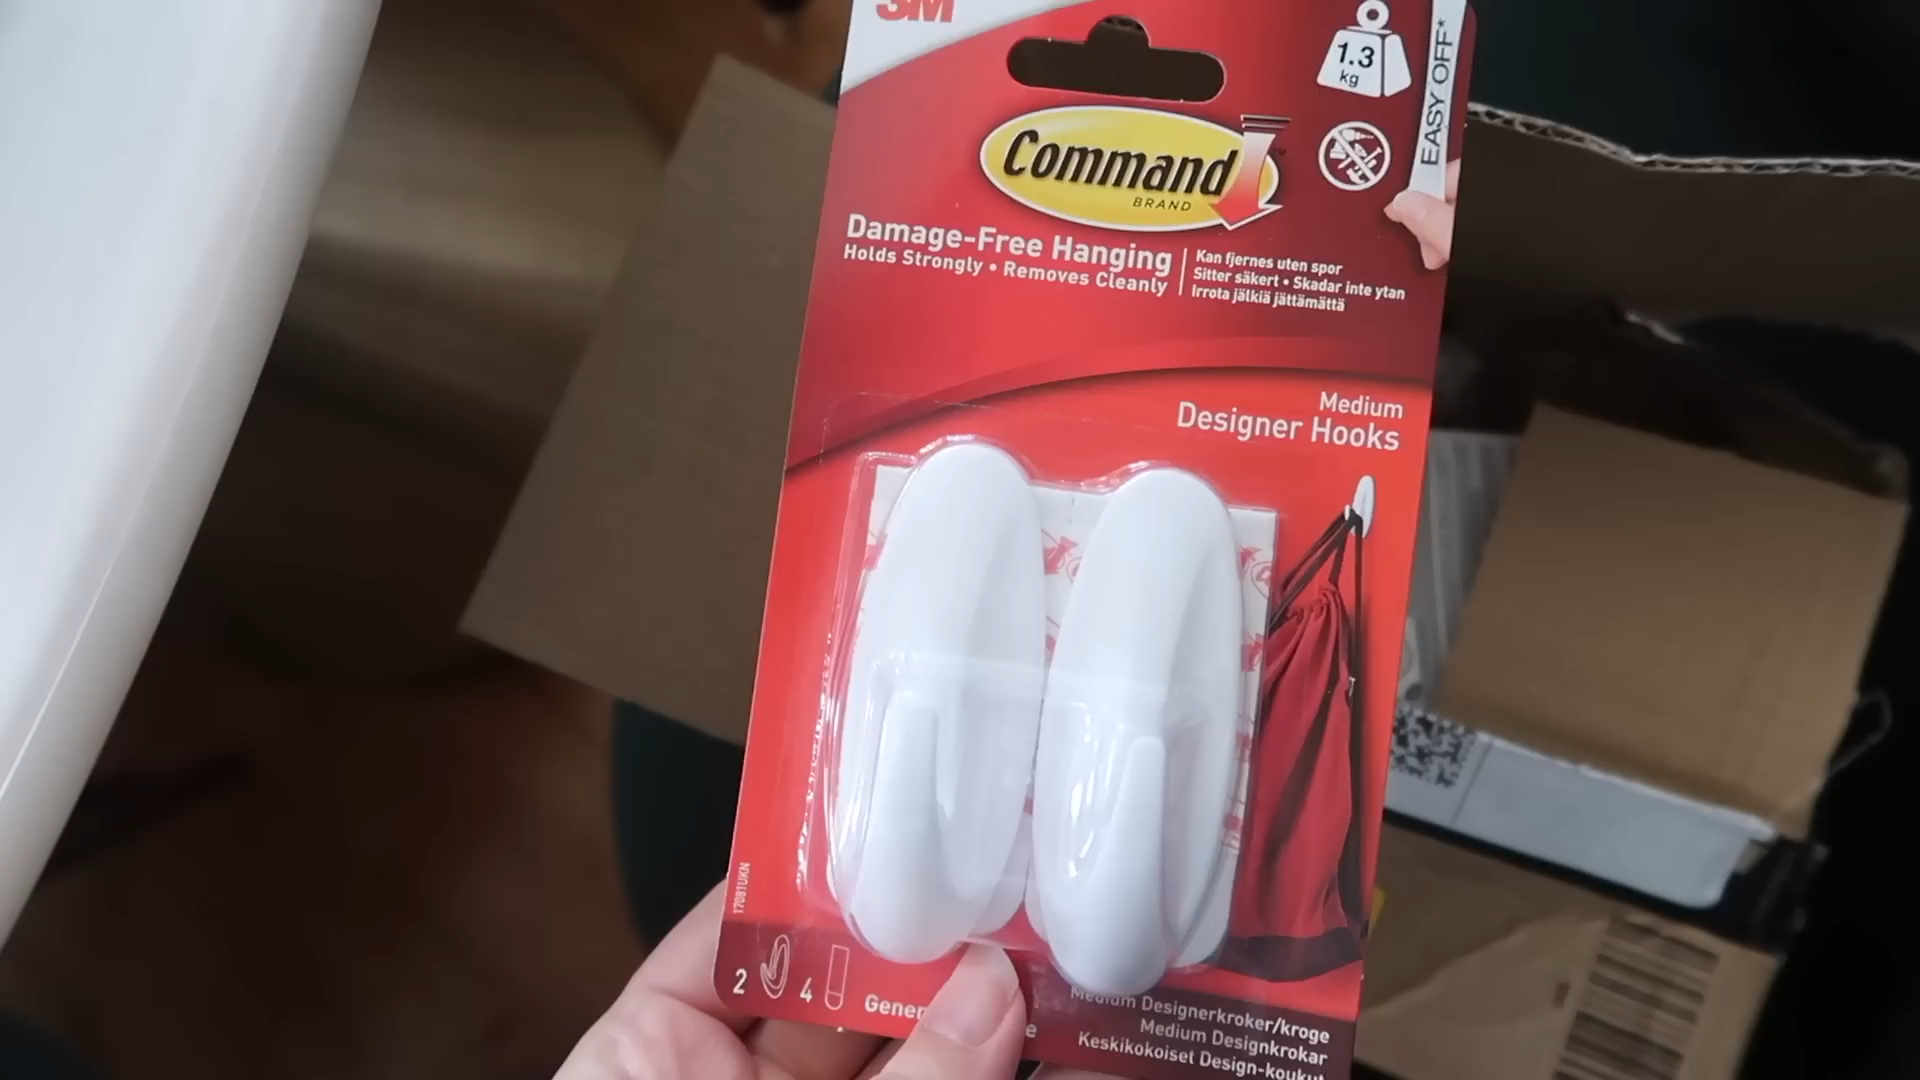 3M
1.3
kg
EASY OFF*
Command
BRAND
Damage-Free Hanging
Holds Strongly • Removes Cleanly
Kan fjernes uten spor
Sitter säkert • Skadar inte ytan
Irrota jälkiä jättämättä
Medium
Designer Hooks
17081UKN
2
4
Medium Designerkroker/kroge
Medium Designkrokar
Keskikokoiset Design-koukut